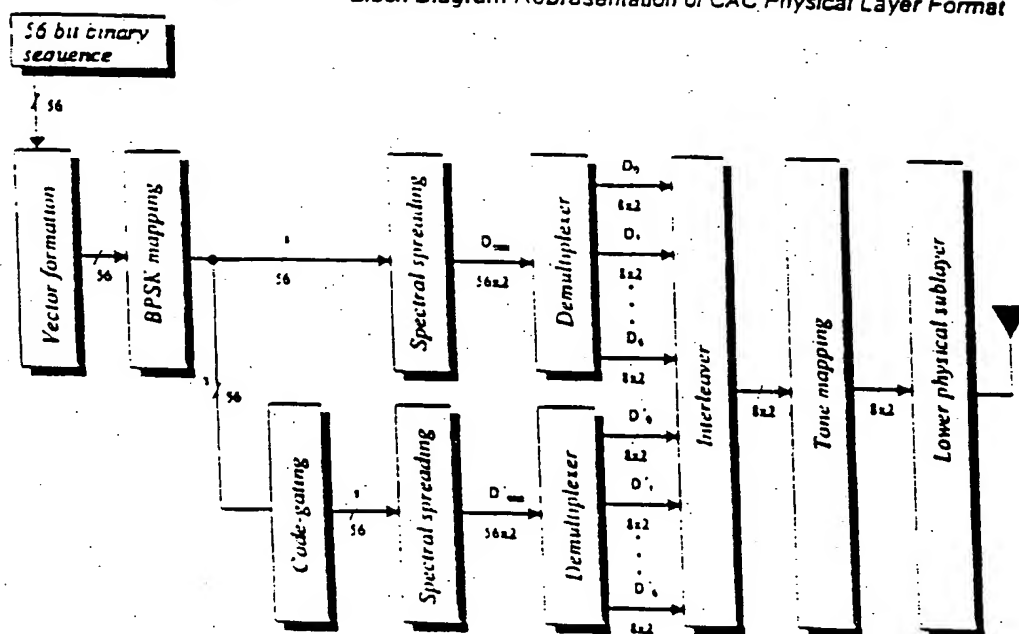 Block Diagram Representation of CAC Physical Layer Format
56 bit binary
sequence
56
Vector formation
56
BPSK mapping
s
56
Spectral spreading
D
56x2
Demultiplexer
D
8x2
D
8x2
D
8x2
Interleaver
8x2
Tone mapping
8x2
Lower physical sublayer
56
Code-gating
56
Spectral spreading
D'
56x2
Demultiplexer
D'
8x2
D'
8x2
D'
8x2